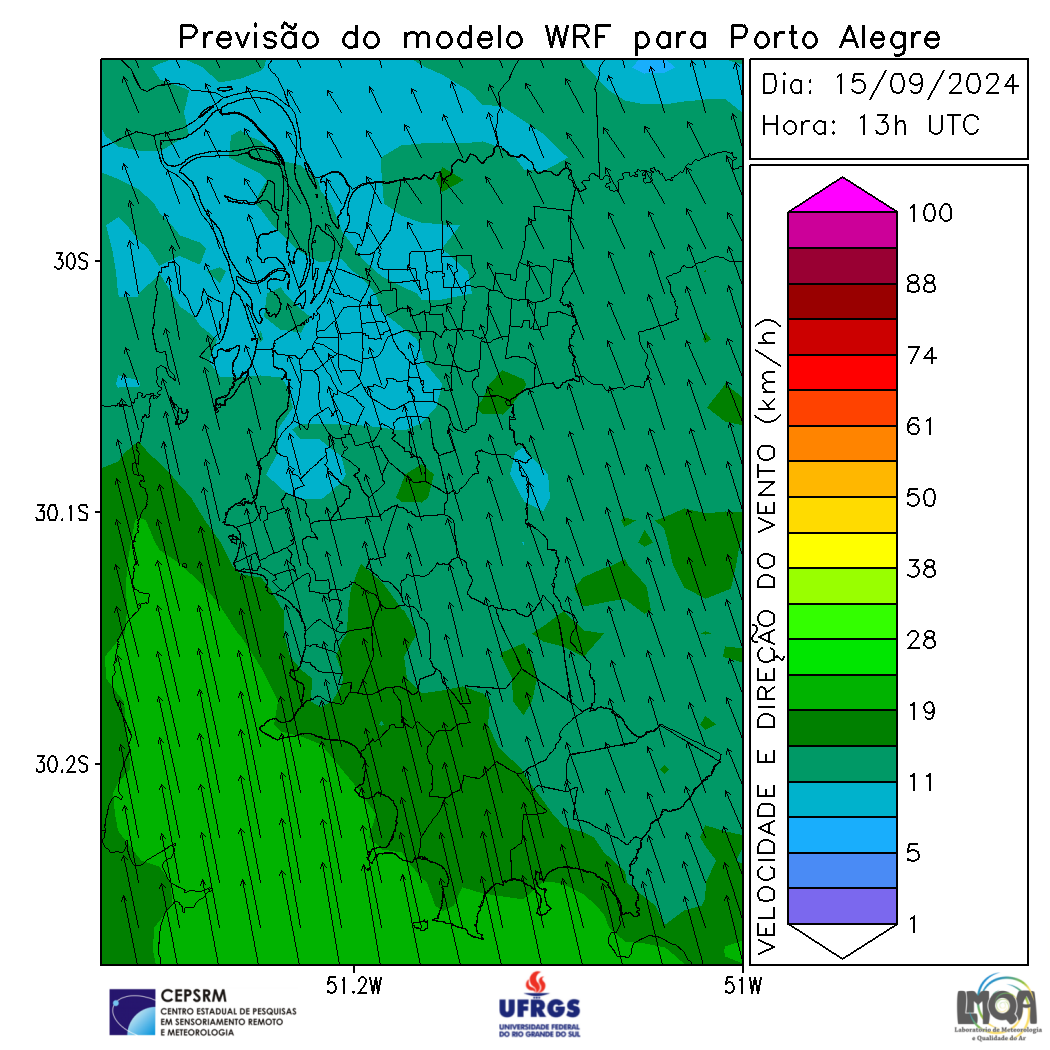 Previsão do modelo WRF para Porto Alegre
Dia: 15/09/2024
Hora: 13h UTC
30S
30.1S
30.2S
51.2W
51W
VELOCIDADE E DIREÇÃO DO VENTO (km/h)
100
88
74
61
50
38
28
19
11
5
1
CEPSRM
CENTRO ESTADUAL DE PESQUISAS
EM SENSORIAMENTO REMOTO
E METEOROLOGIA
UFRGS
UNIVERSIDADE FEDERAL
DO RIO GRANDE DO SUL
LMQA
Laboratório de Meteorologia
e Qualidade do Ar